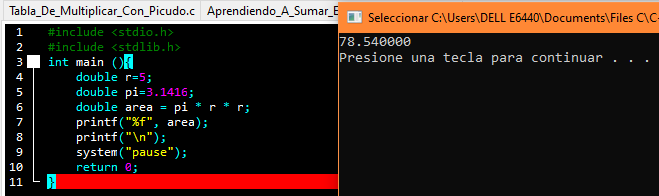 Tabla_De_Multiplicar_Con_Picudo.c Aprendiendo_A_Sumar_E
Seleccionar C:\Users\DELL E6440\Documents\Files C\C-
1 #include <stdio.h>
2 #include <stdlib.h>
3 int main (){
4 double r=5;
5 double pi=3.1416;
6 double area = pi * r * r;
7 printf("%f", area);
8 printf("\n");
9 system("pause");
10 return 0;
11 }
78.540000
Presione una tecla para continuar . . .